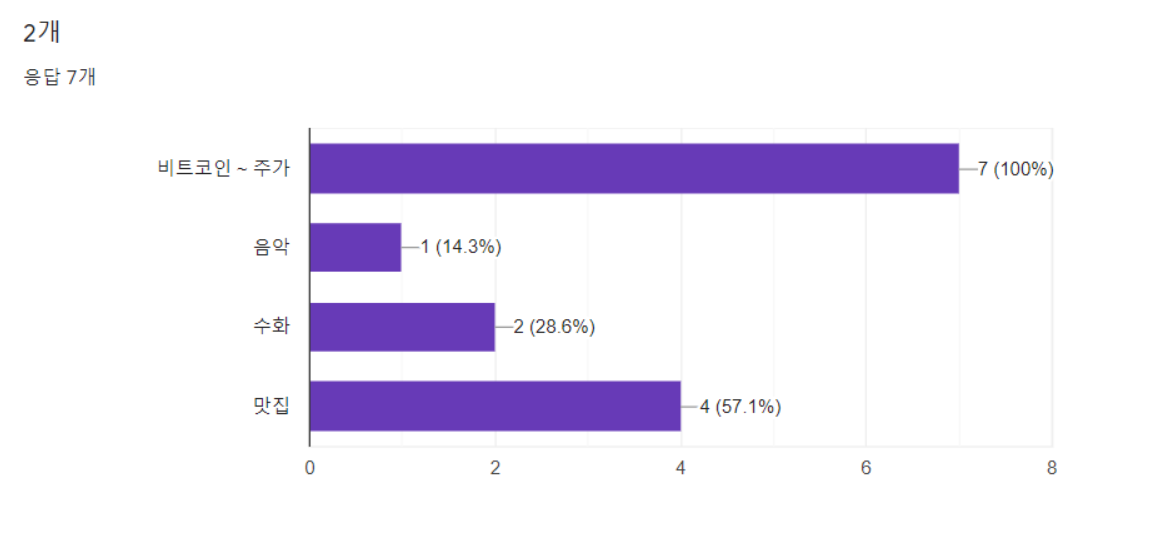 2개
응답 7개
비트코인 ~ 주가
7 (100%)
음악
1 (14.3%)
수화
2 (28.6%)
맛집
4 (57.1%)
0 2 4 6 8